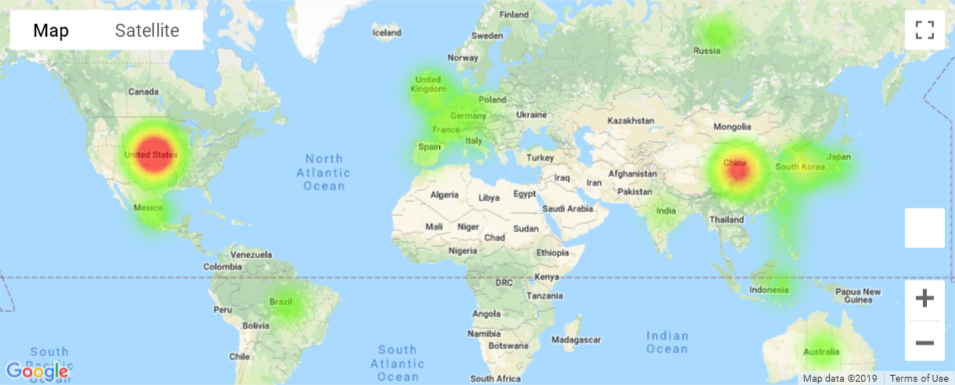 Map
Satellite
Finland
Iceland
Sweden
Russia
Norway
Canada
United
Kingdom
Poland
Germany
Ukraine
Kazakhstan
Mongolia
France
Italy
Spain
United States
Turkey
China
South Korea
Japan
North
Atlantic
Ocean
Iraq
Iran
Afghanistan
Pakistan
Algeria
Libya
Egypt
Saudi Arabia
India
Mexico
Mali
Niger
Sudan
Chad
Thailand
Nigeria
Ethiopia
Venezuela
Colombia
DRC
Kenya
Tanzania
Indonesia
Papua New
Guinea
Brazil
Peru
Bolivia
Angola
Namibia
Botswana
Madagascar
Indian
Ocean
Chile
South
Pacific
Ocean
South
Atlantic
Ocean
Australia
South Africa
Google
Map data ©2019
Terms of Use